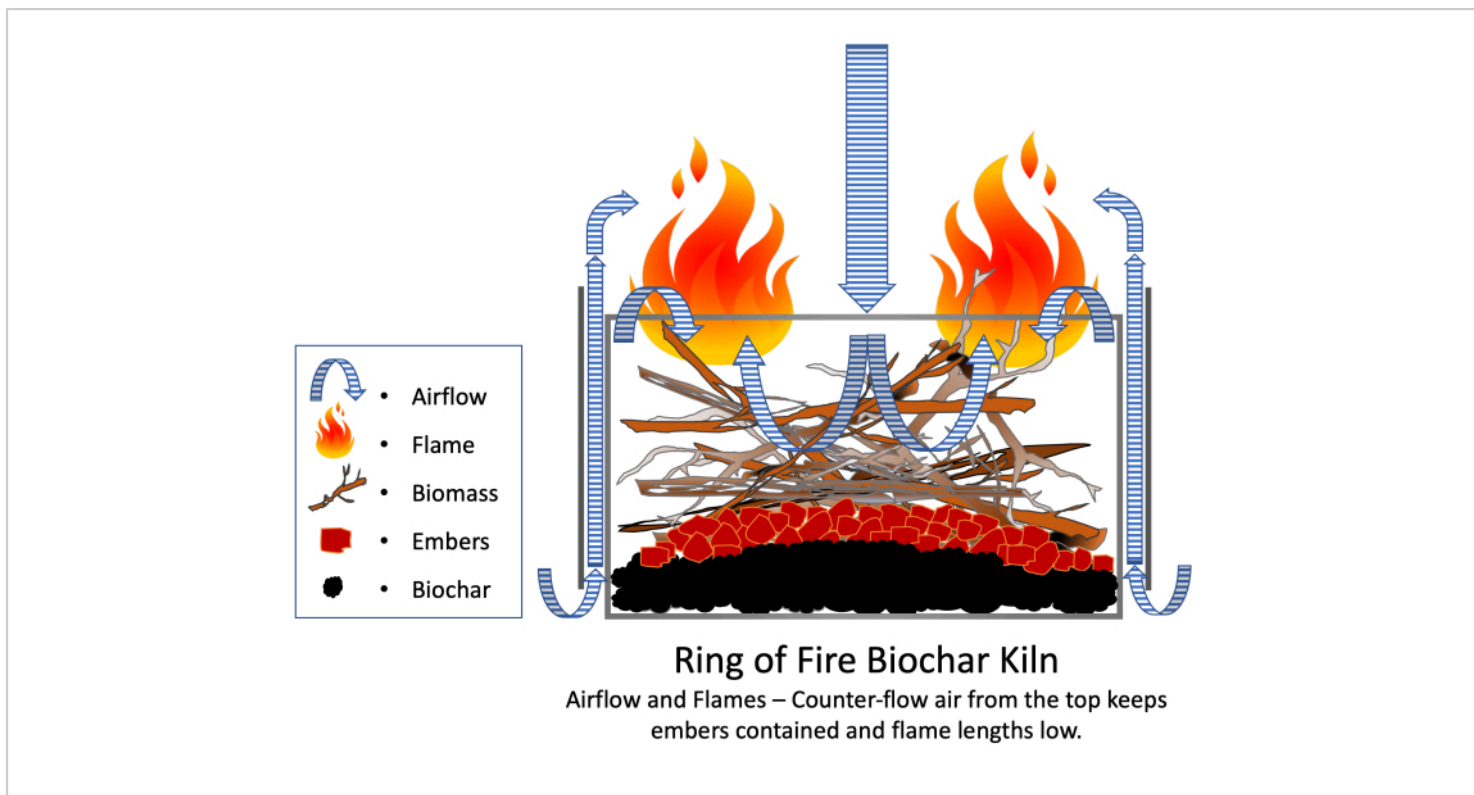 • Airflow
• Flame
• Biomass
• Embers
• Biochar
Ring of Fire Biochar Kiln
Airflow and Flames – Counter-flow air from the top keeps
embers contained and flame lengths low.